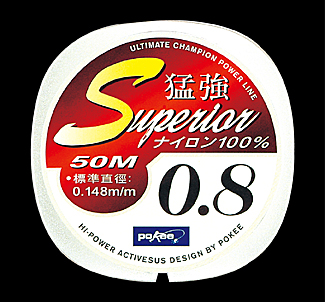 ULTIMATE CHAMPION POWER LINE
猛強
Superior
ナイロン100%
50M
•標準直徑:
0.148m/m
0.8
pokee
HI-POWER ACTIVESUS DESIGN BY POKEE